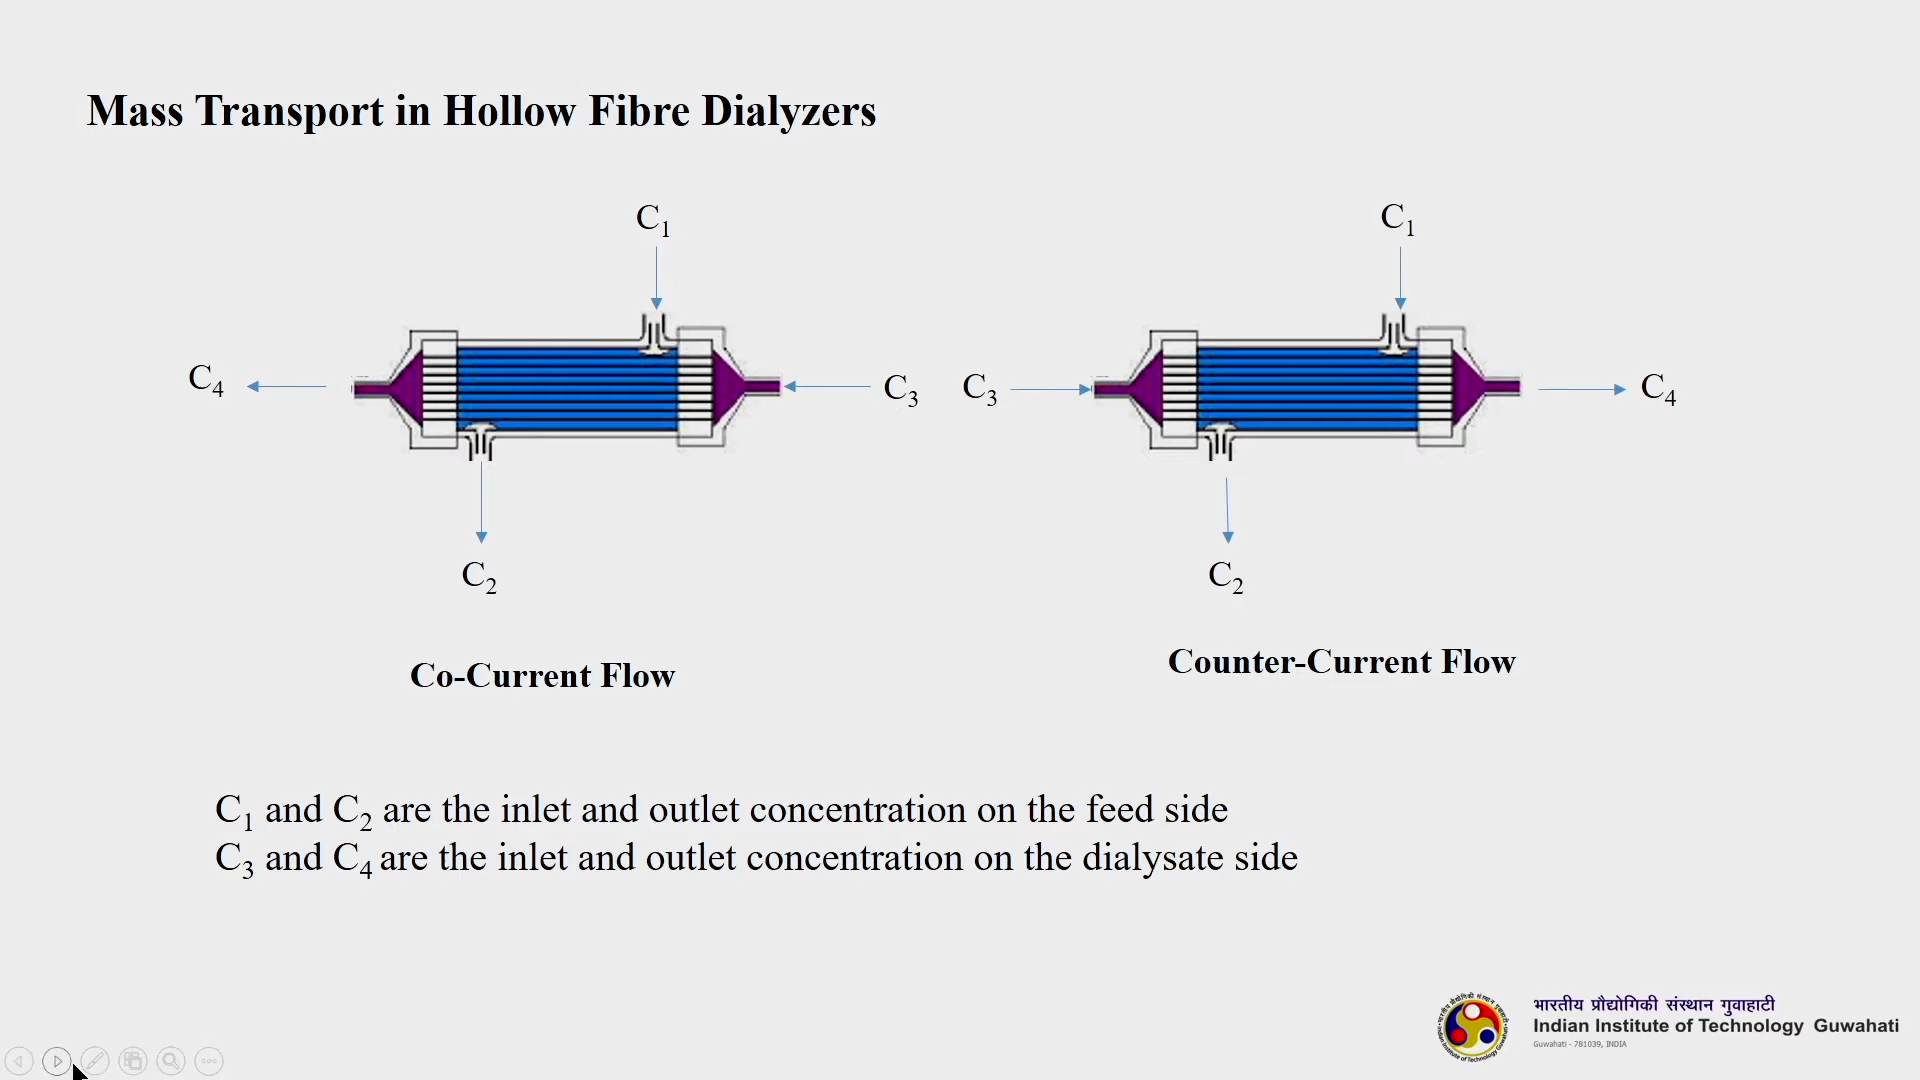 Mass Transport in Hollow Fibre Dialyzers
C1
C1
C4
C3
C3
C4
C2
C2
Co-Current Flow
Counter-Current Flow
C1 and C2 are the inlet and outlet concentration on the feed side
C3 and C4 are the inlet and outlet concentration on the dialysate side
भारतीय प्रौद्योगिकी संस्थान गुवाहाटी
Indian Institute of Technology Guwahati
Guwahati - 781039, INDIA